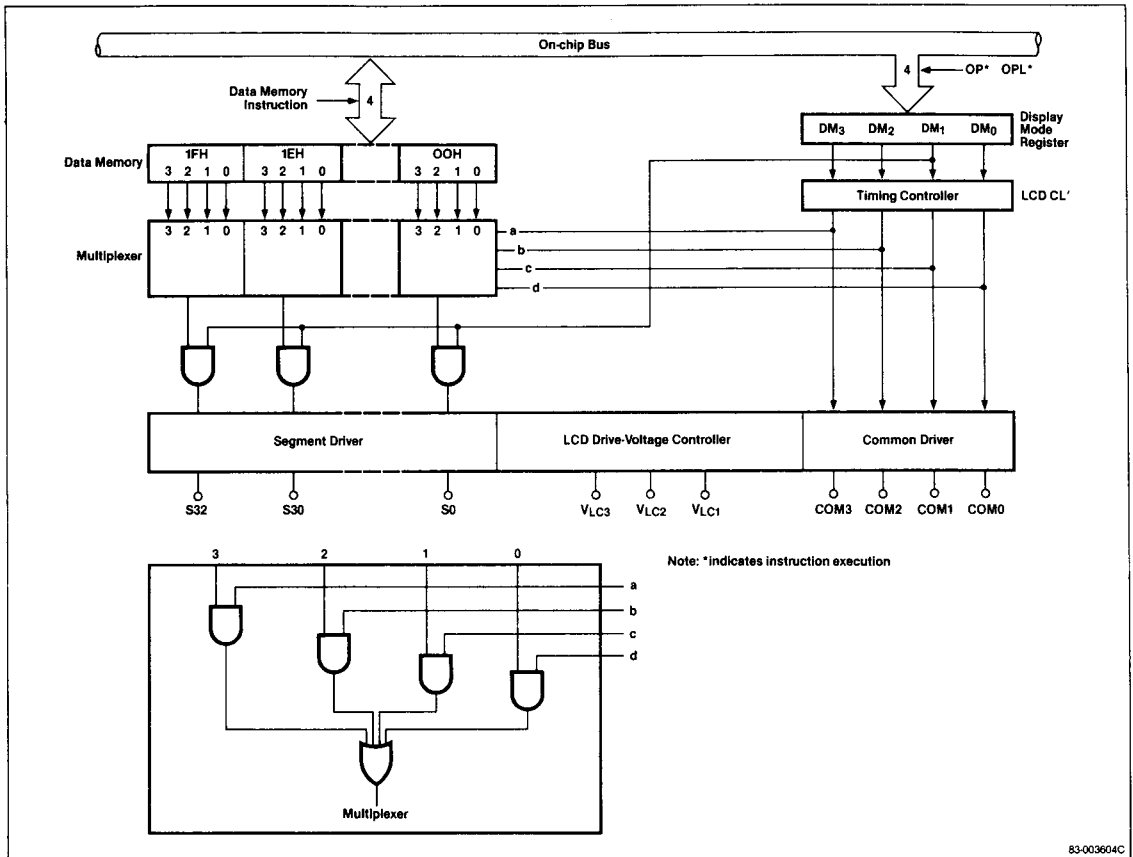 On-chip Bus
4
OP* OPL*
Data Memory
Instruction
4
DM3 DM2 DM1 DM0
Display
Mode
Register
Data Memory
1FH 1EH OOH
3 2 1 0 3 2 1 0 3 2 1 0
Timing Controller
LCD CL'
Multiplexer
3 2 1 0 3 2 1 0 3 2 1 0
a
b
c
d
Segment Driver
LCD Drive-Voltage Controller
Common Driver
S32 S30 S0
VLC3 VLC2 VLC1
COM3 COM2 COM1 COM0
3 2 1 0
Note: *indicates instruction execution
a
b
c
d
Multiplexer
83-003604C